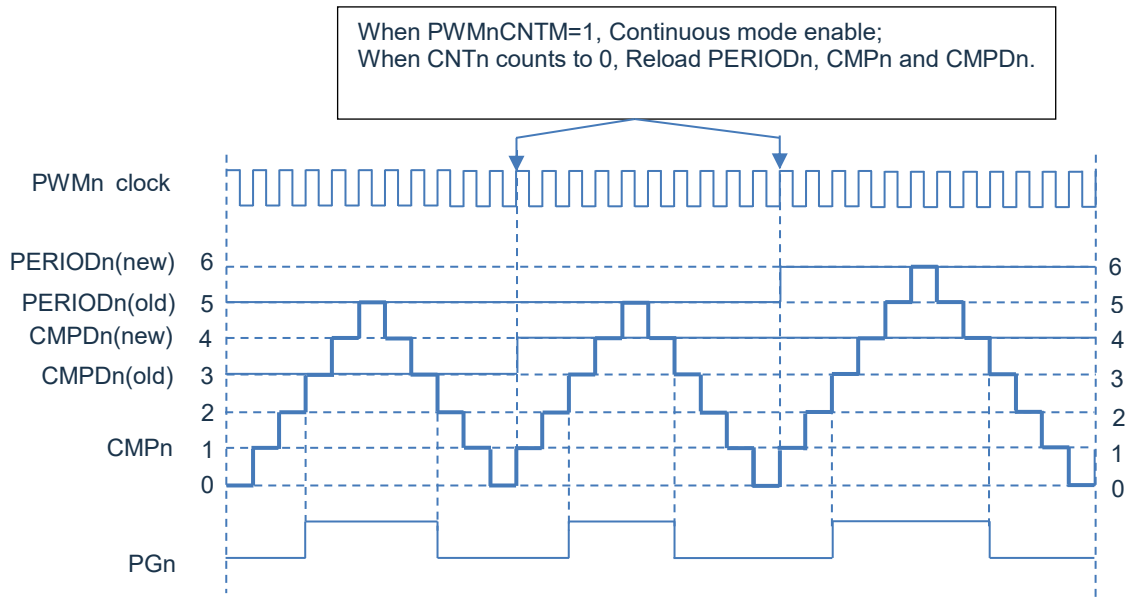 When PWMnCNTM=1, Continuous mode enable;
When CNTn counts to 0, Reload PERIODn, CMPn and CMPDn.
PWMn clock
PERIODn(new) 6 6
PERIODn(old) 5 5
CMPDn(new) 4 4
CMPDn(old) 3 3
2 2
CMPn 1 1
0 0
PGn